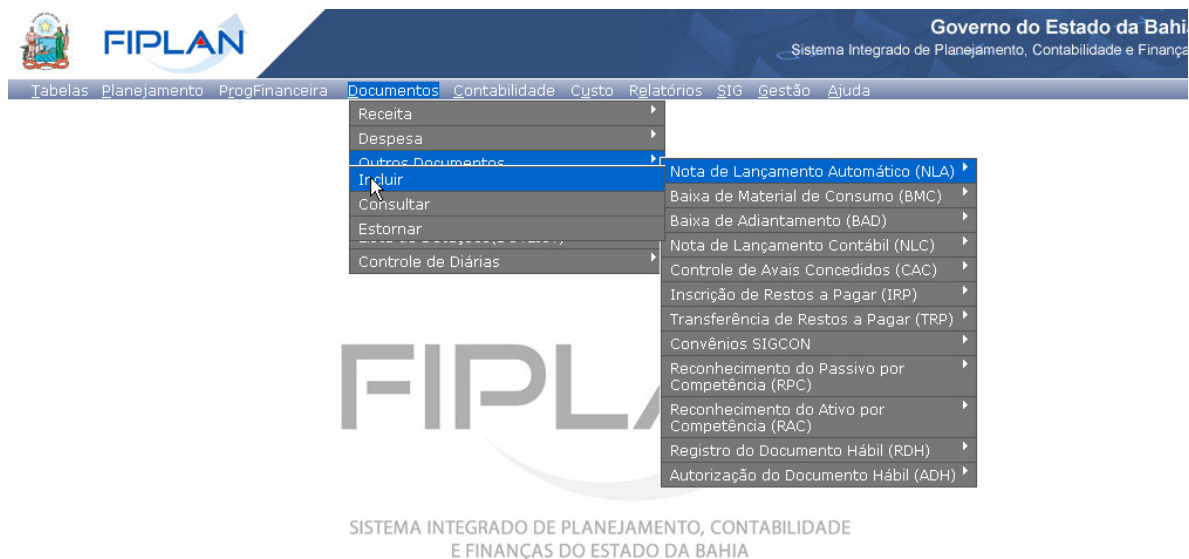 FIPLAN
Governo do Estado da Bahia
Sistema Integrado de Planejamento, Contabilidade e Finança
Tabelas Planejamento ProgFinanceira Documentos Contabilidade Custo Relatórios SIG Gestão Ajuda
Receita
Despesa
Outros Documentos
Incluir
Consultar
Estornar
Controle de Diárias
Nota de Lançamento Automático (NLA)
Baixa de Material de Consumo (BMC)
Baixa de Adiantamento (BAD)
Nota de Lançamento Contábil (NLC)
Controle de Avais Concedidos (CAC)
Inscrição de Restos a Pagar (IRP)
Transferência de Restos a Pagar (TRP)
Convênios SIGCON
Reconhecimento do Passivo por
Competência (RPC)
Reconhecimento do Ativo por
Competência (RAC)
Registro do Documento Hábil (RDH)
Autorização do Documento Hábil (ADH)
FIPLA
SISTEMA INTEGRADO DE PLANEJAMENTO, CONTABILIDADE
E FINANÇAS DO ESTADO DA BAHIA